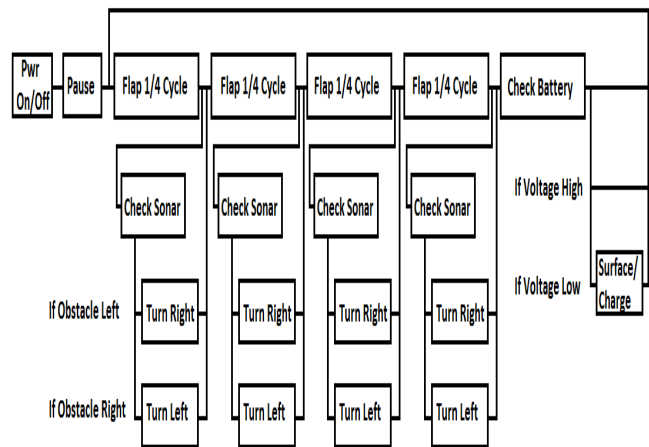 Pwr
On/Off
Pause
Flap 1/4 Cycle
Flap 1/4 Cycle
Flap 1/4 Cycle
Flap 1/4 Cycle
Check Battery
Check Sonar
Check Sonar
Check Sonar
Check Sonar
If Voltage High
If Obstacle Left
Turn Right
Turn Right
Turn Right
Turn Right
If Voltage Low
Surface/
Charge
If Obstacle Right
Turn Left
Turn Left
Turn Left
Turn Left